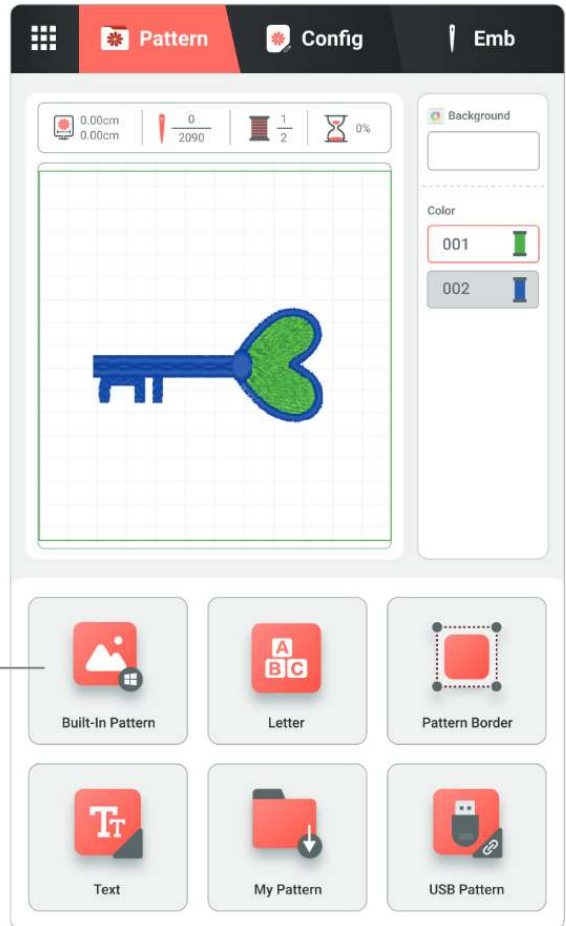 Pattern
Config
Emb
0.00cm
0.00cm
0
2090
1
2
0%
Background
Color
001
002
A
B C
Built-In Pattern
Letter
Pattern Border
TT
Text
My Pattern
USB Pattern